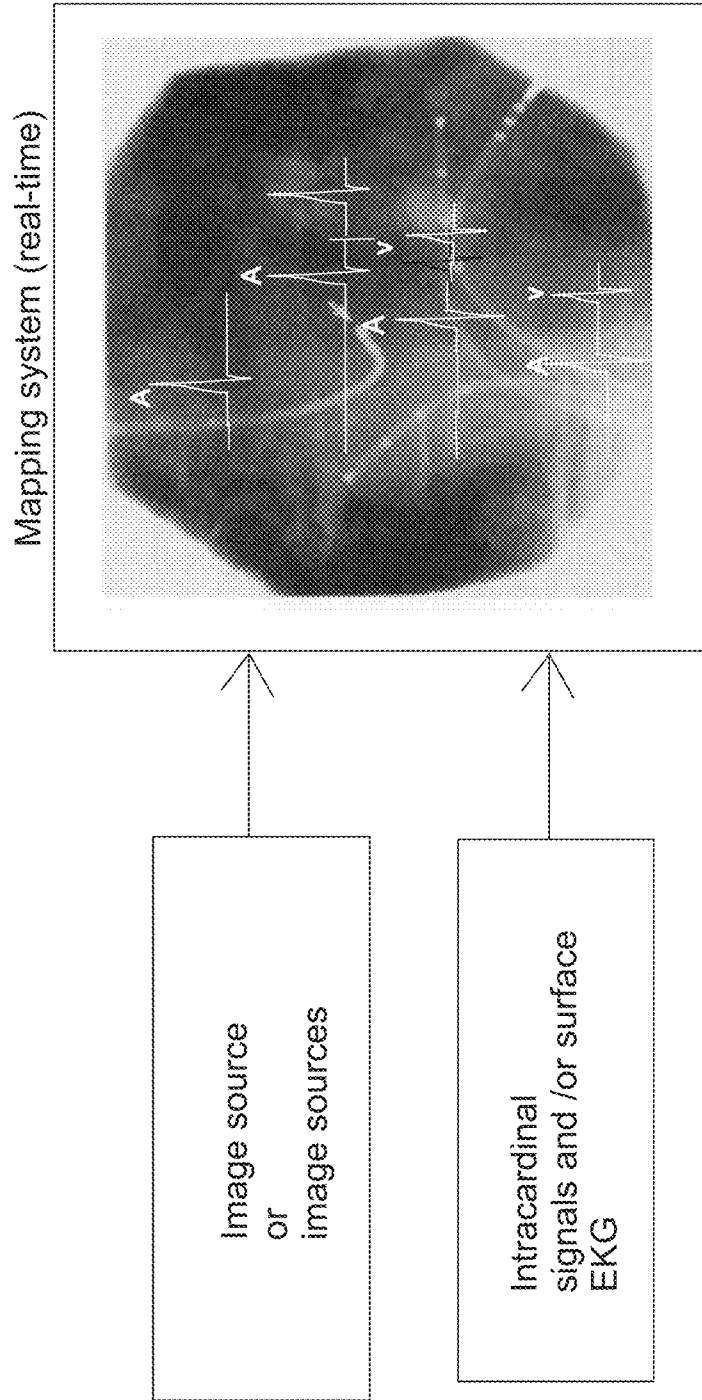 Mapping system (real-time)
Image source
or
image sources
Intracardinal
signals and /or surface
EKG
A
A
A V
A V